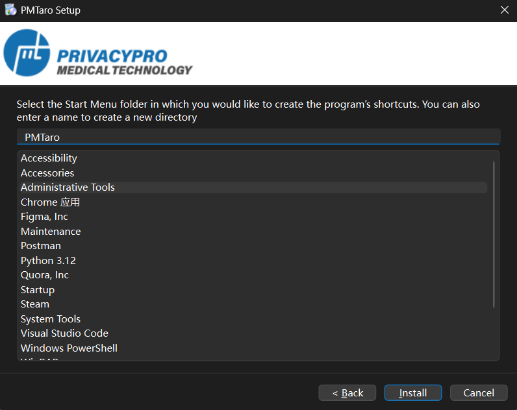 PMTaro Setup
PRIVACYPRO
MEDICAL TECHNOLOGY
Select the Start Menu folder in which you would like to create the program's shortcuts. You can also
enter a name to create a new directory
PMTaro
Accessibility
Accessories
Administrative Tools
Chrome 应用
Figma, Inc
Maintenance
Postman
Python 3.12
Quora, Inc
Startup
Steam
System Tools
Visual Studio Code
Windows PowerShell
< Back
Install
Cancel